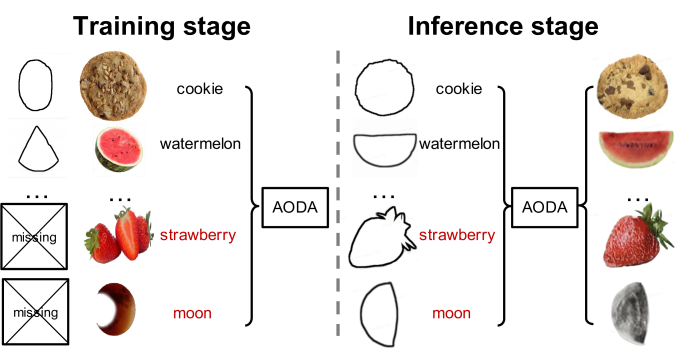 Training stage
Inference stage
cookie
watermelon
...
...
missing
strawberry
missing
moon
AODA
cookie
watermelon
...
strawberry
moon
AODA
...